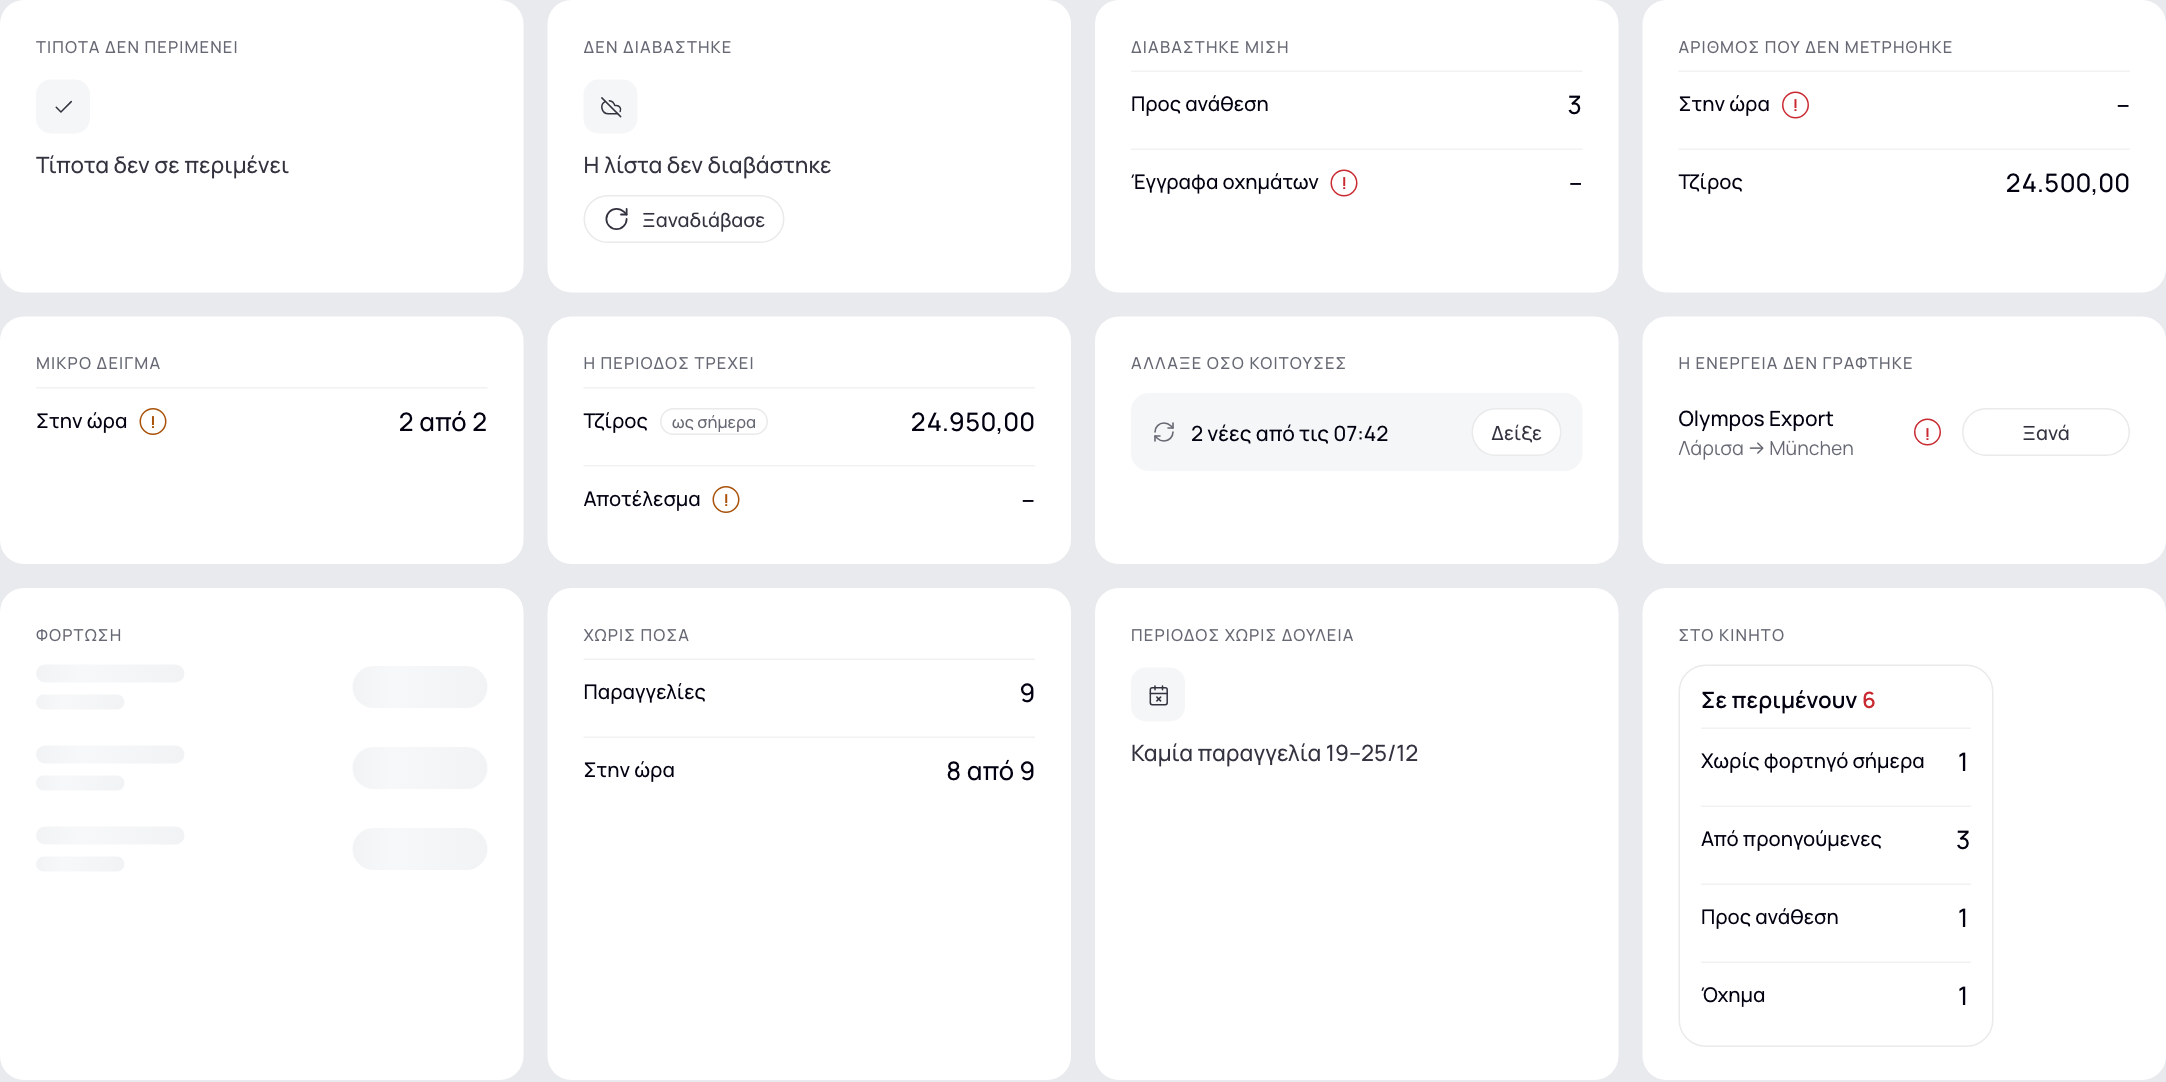 ΤΙΠΟΤΑ ΔΕΝ ΠΕΡΙΜΕΝΕΙ
Τίποτα δεν σε περιμένει
ΔΕΝ ΔΙΑΒΑΣΤΗΚΕ
Η λίστα δεν διαβάστηκε
Ξαναδιάβασε
ΔΙΑΒΑΣΤΗΚΕ ΜΙΣΗ
Προς ανάθεση 3
Έγγραφα οχημάτων ! –
ΑΡΙΘΜΟΣ ΠΟΥ ΔΕΝ ΜΕΤΡΗΘΗΚΕ
Στην ώρα ! –
Τζίρος 24.500,00
ΜΙΚΡΟ ΔΕΙΓΜΑ
Στην ώρα ! 2 από 2
Η ΠΕΡΙΟΔΟΣ ΤΡΕΧΕΙ
Τζίρος ως σήμερα 24.950,00
Αποτέλεσμα ! –
ΑΛΛΑΞΕ ΟΣΟ ΚΟΙΤΟΥΣΕΣ
2 νέες από τις 07:42 Δείξε
Η ΕΝΕΡΓΕΙΑ ΔΕΝ ΓΡΑΦΤΗΚΕ
Olympos Export
Λάρισα → München
! Ξανά
ΦΟΡΤΩΣΗ
ΧΩΡΙΣ ΠΟΣΑ
Παραγγελίες 9
Στην ώρα 8 από 9
ΠΕΡΙΟΔΟΣ ΧΩΡΙΣ ΔΟΥΛΕΙΑ
Καμία παραγγελία 19–25/12
ΣΤΟ ΚΙΝΗΤΟ
Σε περιμένουν 6
Χωρίς φορτηγό σήμερα 1
Από προηγούμενες 3
Προς ανάθεση 1
Όχημα 1